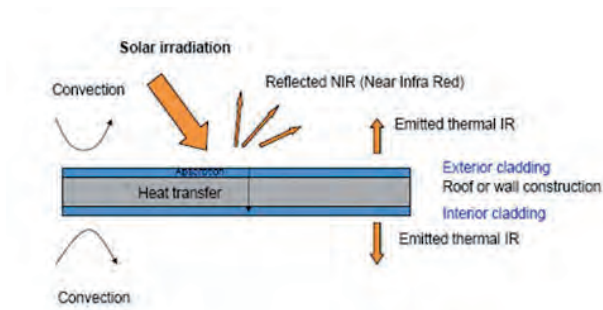 Solar irradiation
Reflected NIR (Near Infra Red)
Convection
Emitted thermal IR
Absorption
Exterior cladding
Heat transfer
Roof or wall construction
Interior cladding
Emitted thermal IR
Convection